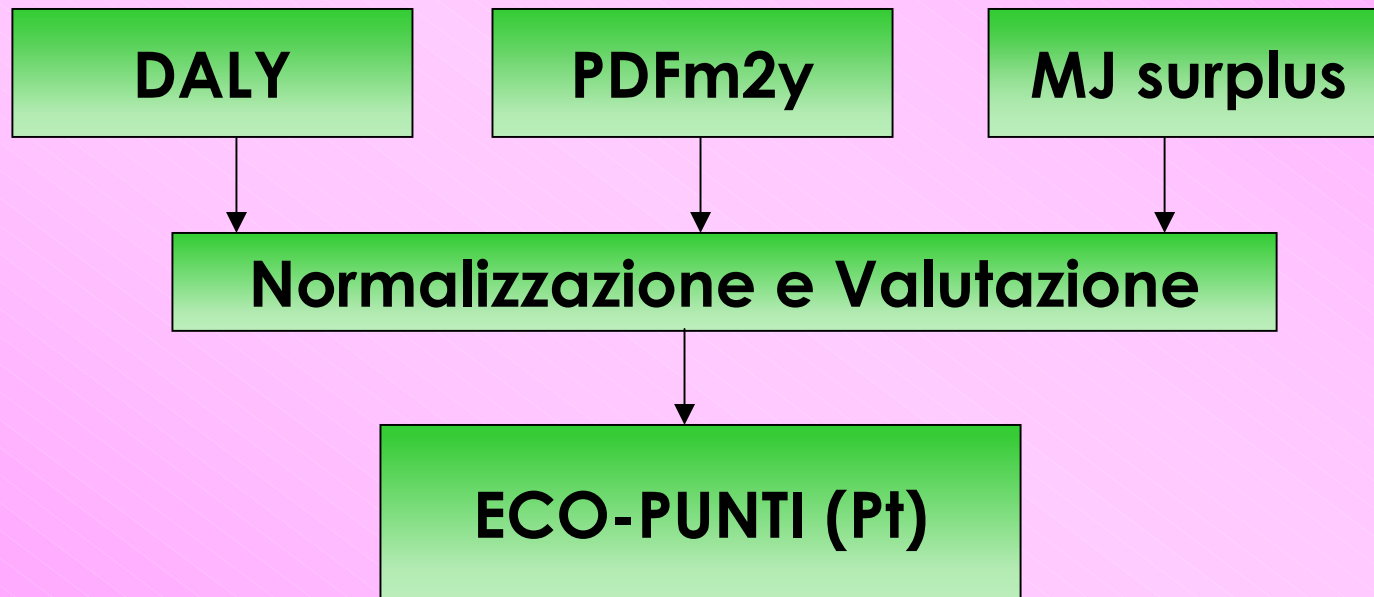 DALY
PDFm2y
MJ surplus
Normalizzazione e Valutazione
ECO-PUNTI (Pt)